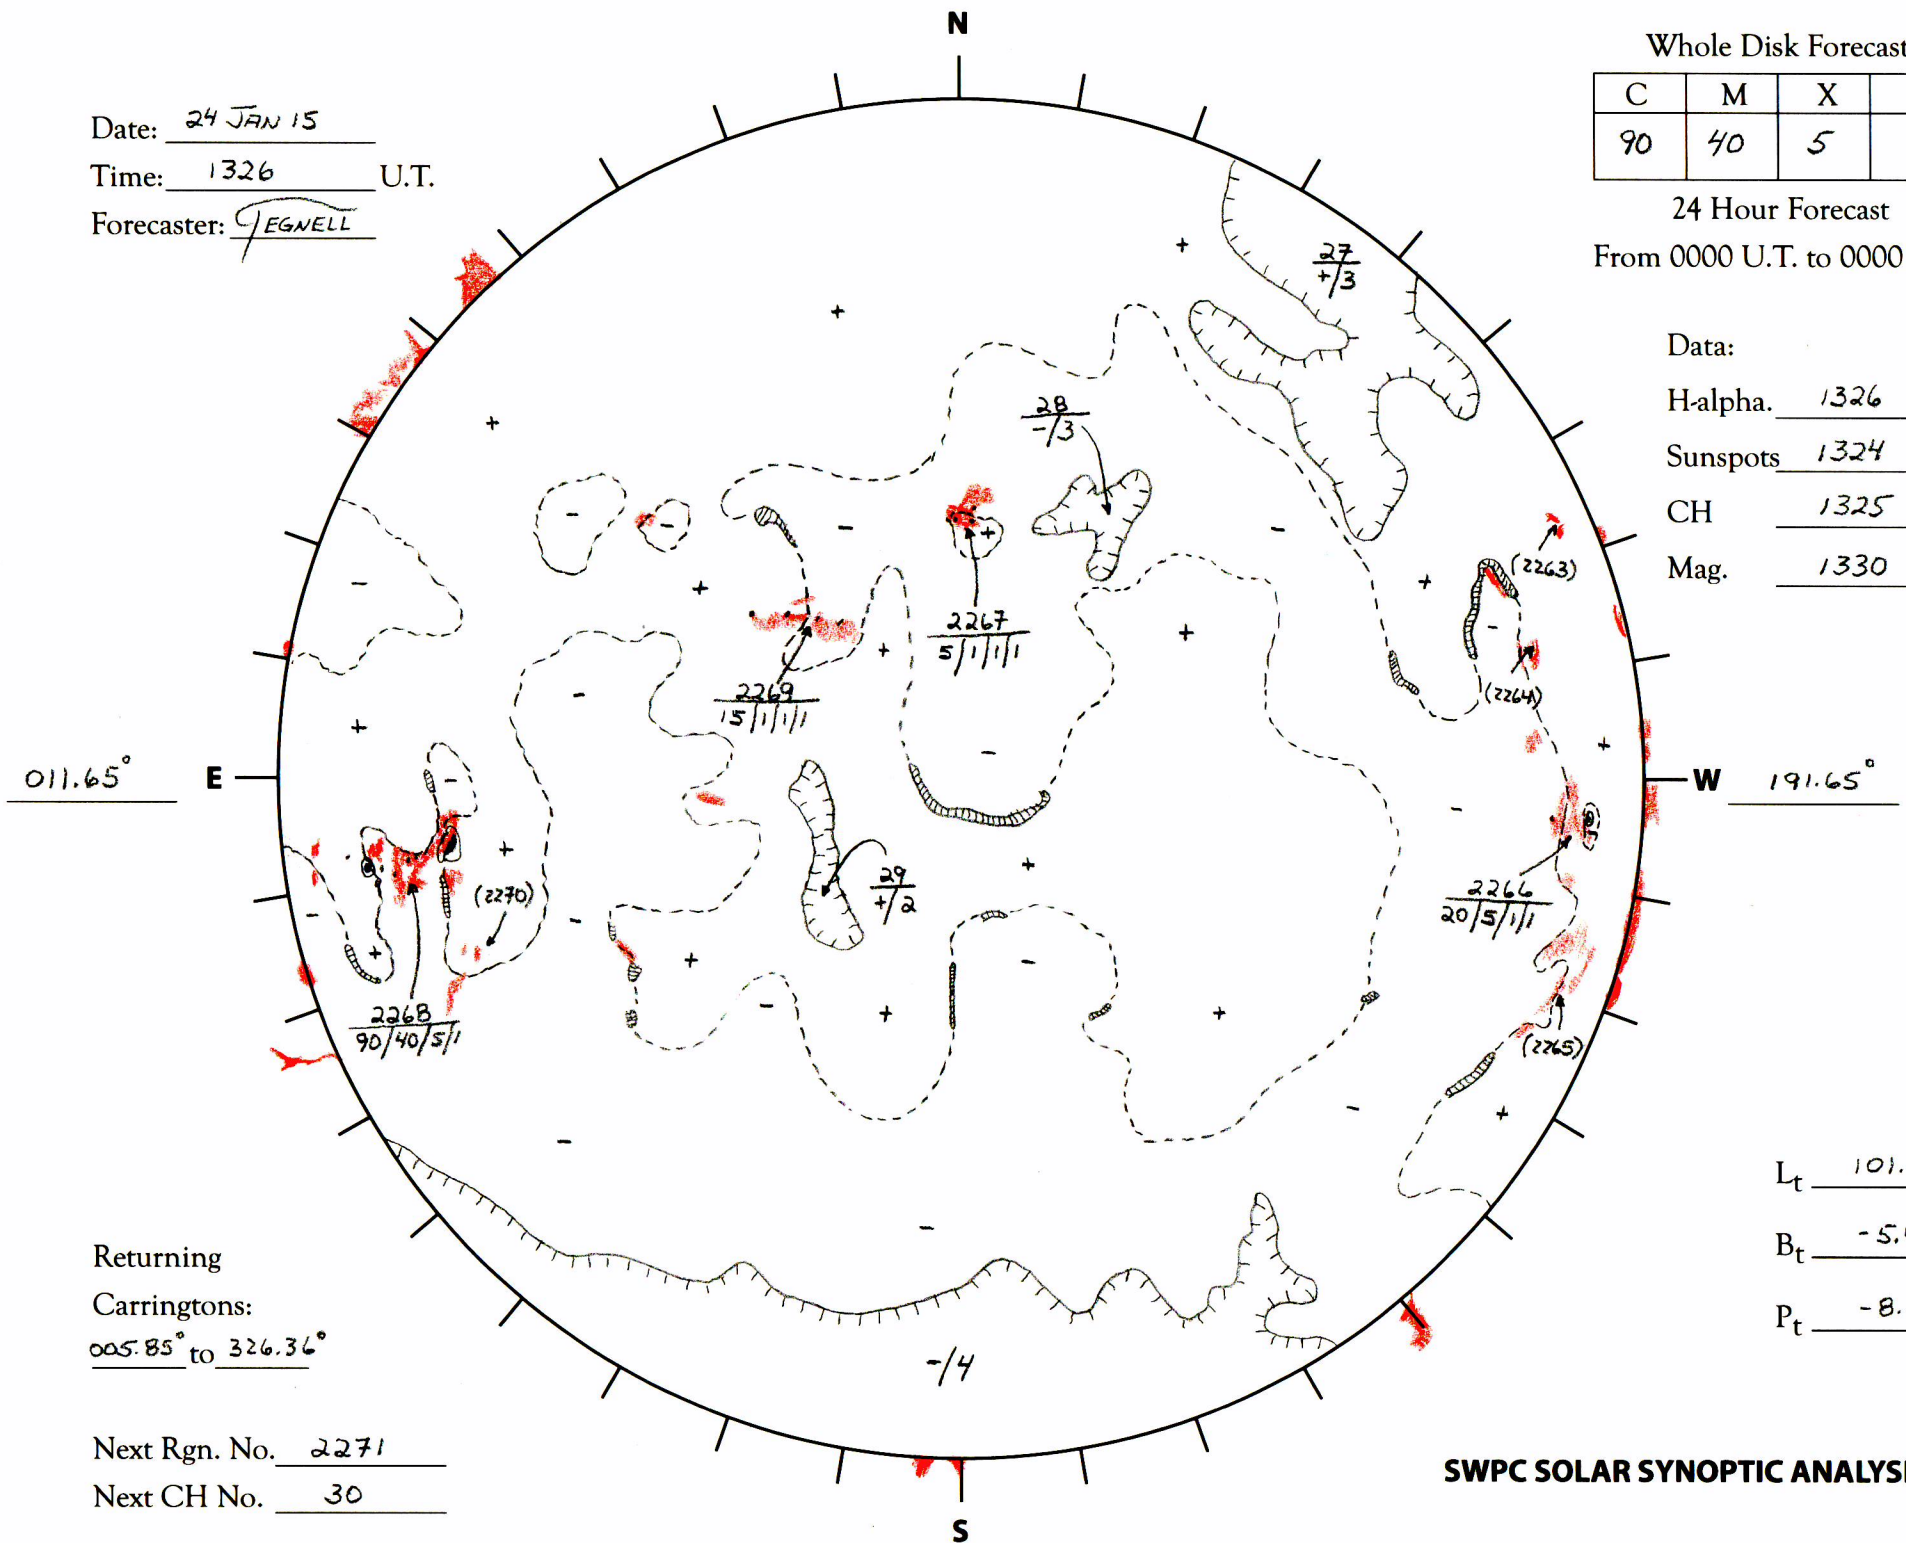 N
Whole Disk Forecast
C M X
90 40 5
24 Hour Forecast
From 0000 U.T. to 0000
Date: 24 JAN 15
Time: 1326 U.T.
Forecaster: TEGNELL
Data:
H-alpha. 1326
Sunspots 1324
CH 1325
Mag. 1330
27
+/3
28
-/3
(2263)
2267
5/1/1/1
2269
15/1/1/1
(2264)
011.65° E
W 191.65°
29
+/2
(2270)
2266
20/5/1/1
2268
90/40/5/1
(2265)
Lt 101.
Bt -5.
Pt -8.
Returning
Carringtons:
005.85° to 326.36°
-/4
Next Rgn. No. 2271
Next CH No. 30
SWPC SOLAR SYNOPTIC ANALYS
S